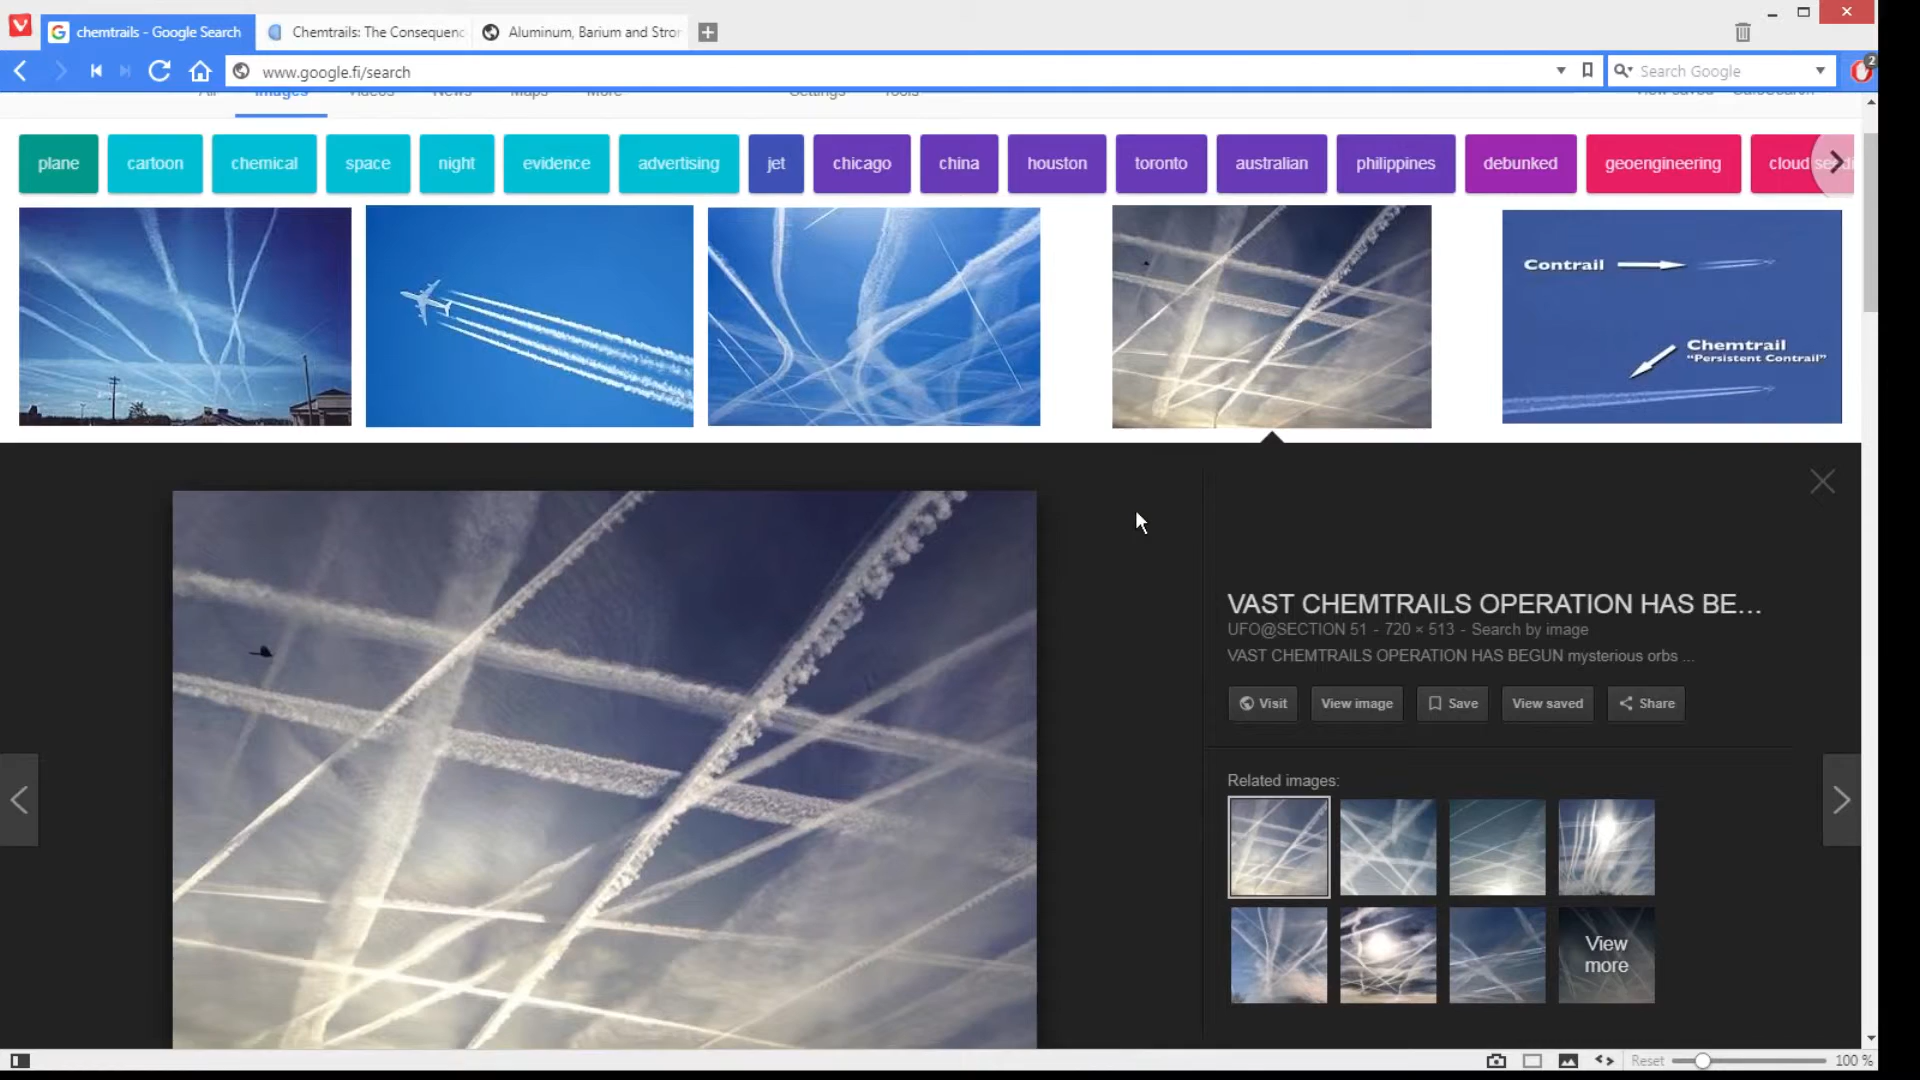 chemtrails - Google Search
Chemtrails: The Consequenc
Aluminum, Barium and Stror
www.google.fi/search
Search Google
2
All Images Videos News Maps More Settings Tools View saved SafeSearch
plane cartoon chemical space night evidence advertising jet chicago china houston toronto australian philippines debunked geoengineering cloud seedi
Contrail
Chemtrail
"Persistent Contrail"
VAST CHEMTRAILS OPERATION HAS BE...
UFO@SECTION 51 - 720 × 513 - Search by image
VAST CHEMTRAILS OPERATION HAS BEGUN mysterious orbs ...
Visit View image Save View saved Share
Related images:
View
more
Reset 100 %